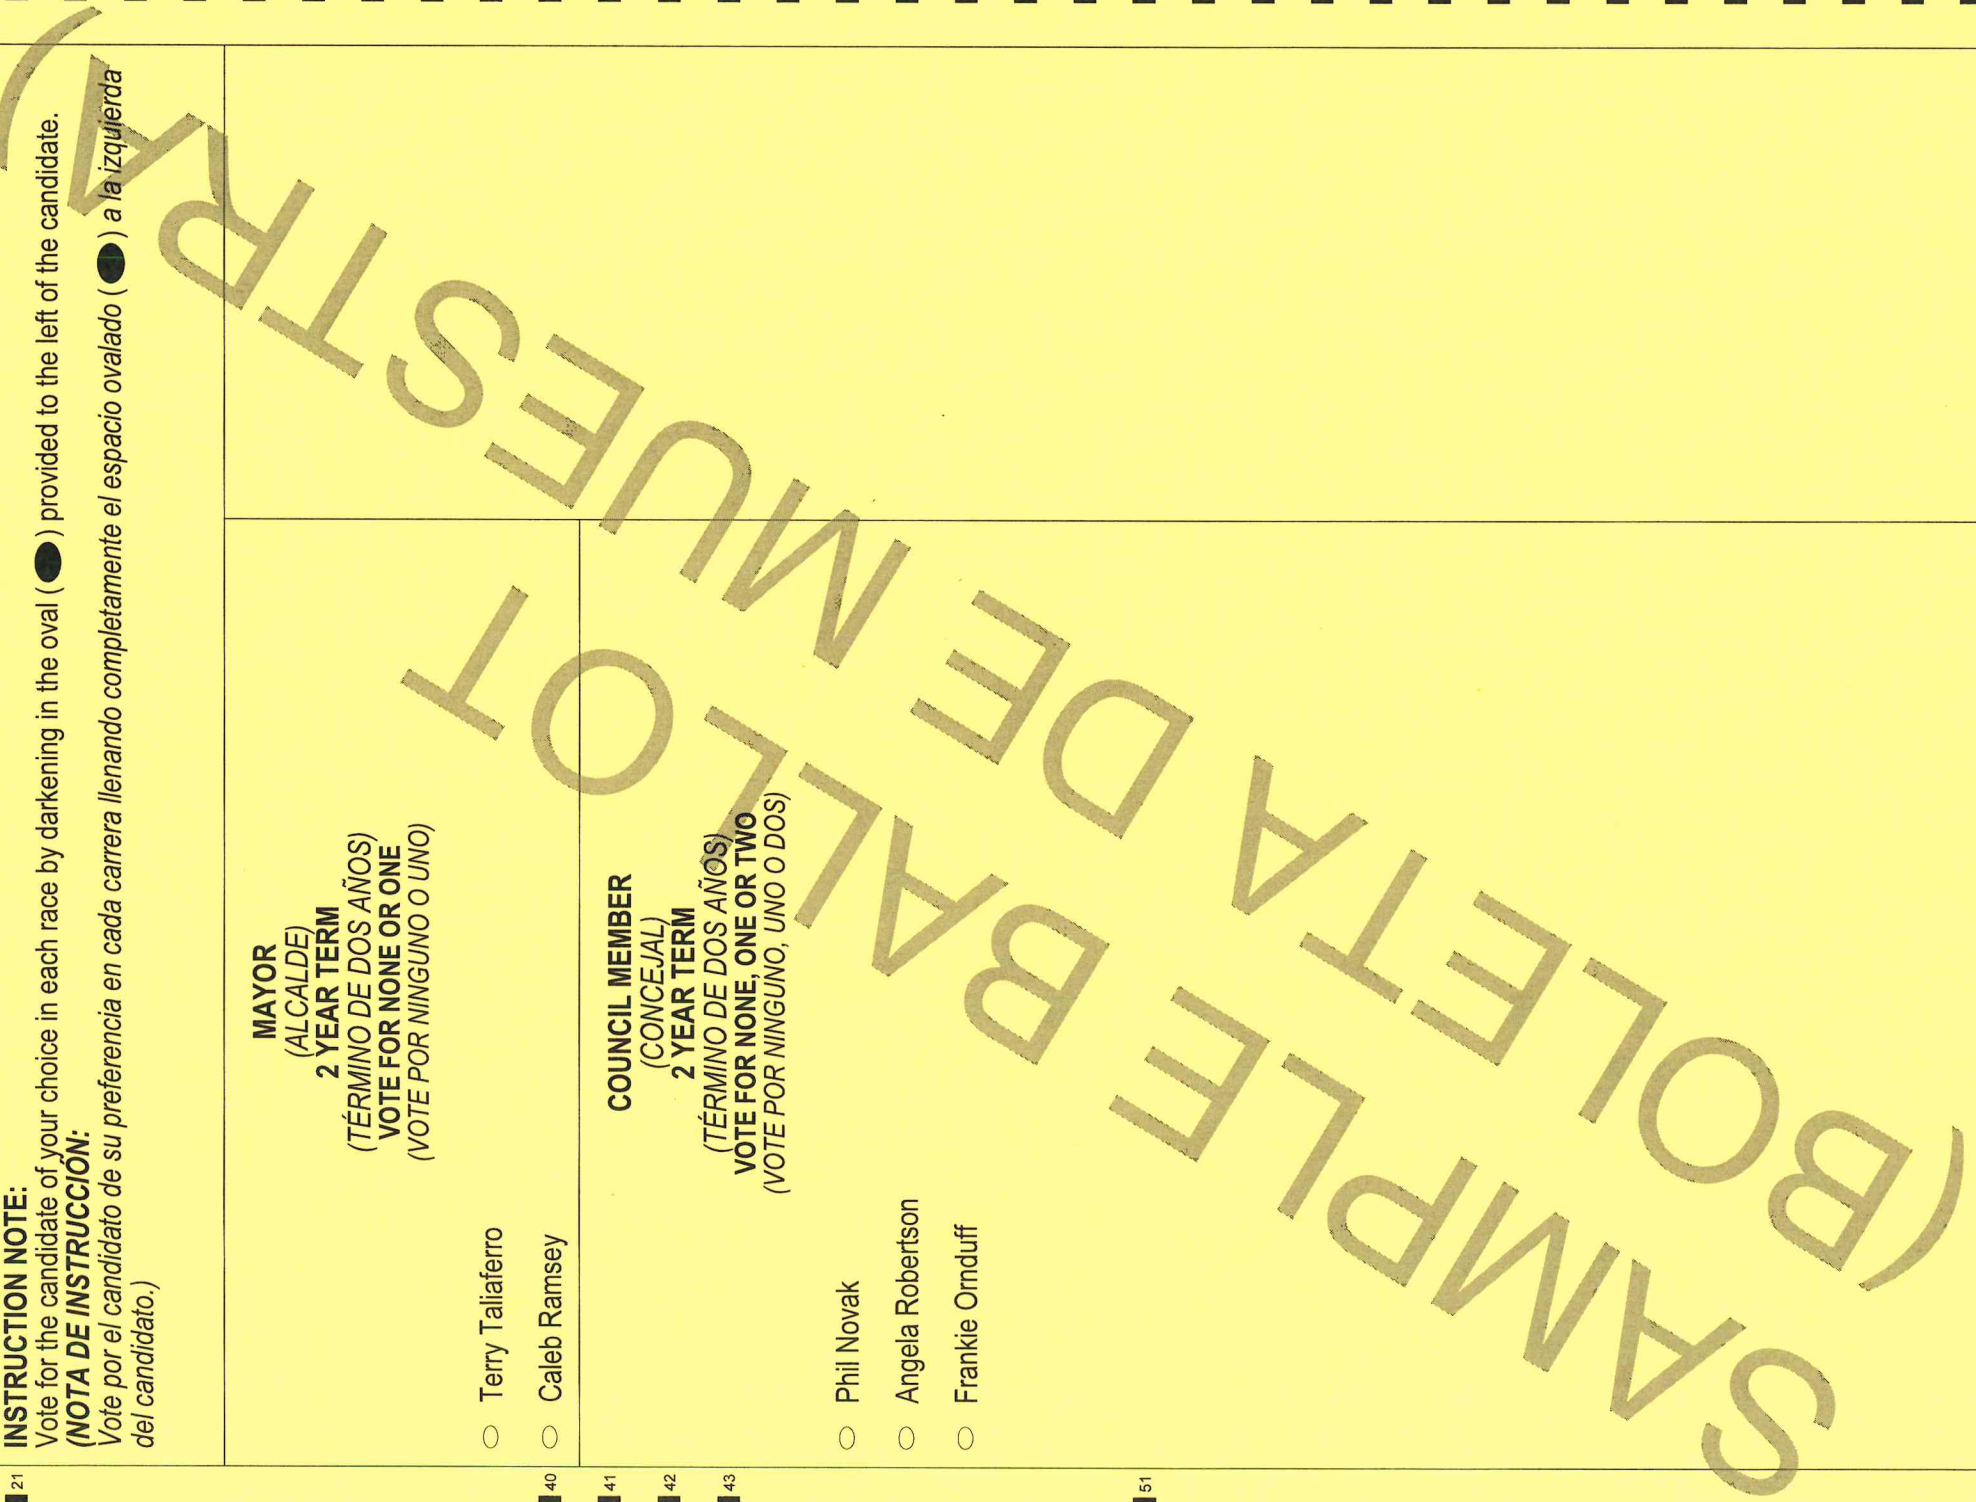 INSTRUCTION NOTE:
Vote for the candidate of your choice in each race by darkening in the oval ( ) provided to the left of the candidate.
(NOTA DE INSTRUCCIÓN:
Vote por el candidato de su preferencia en cada carrera llenando completamente el espacio ovalado ( ) a la izquierda
del candidato.)
MAYOR
(ALCALDE)
2 YEAR TERM
(TÉRMINO DE DOS AÑOS)
VOTE FOR NONE OR ONE
(VOTE POR NINGUNO O UNO)
Terry Taliaferro
Caleb Ramsey
COUNCIL MEMBER
(CONCEJAL)
2 YEAR TERM
(TÉRMINO DE DOS AÑOS)
VOTE FOR NONE, ONE OR TWO
(VOTE POR NINGUNO, UNO O DOS)
Phil Novak
Angela Robertson
Frankie Ornduff
21
40
41
42
43
51
SAMPLE BALLOT
(BOLETA DE MUESTRA)